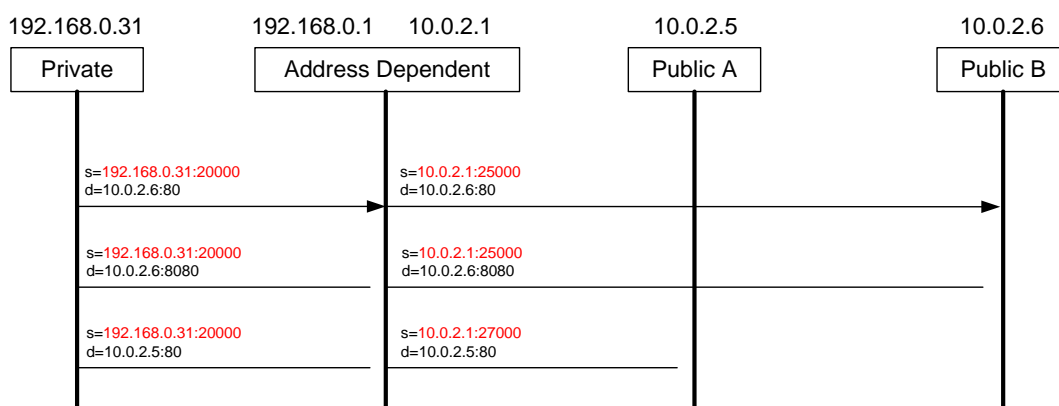 192.168.0.31 192.168.0.1 10.0.2.1 10.0.2.5 10.0.2.6
Private Address Dependent Public A Public B
s=192.168.0.31:20000 s=10.0.2.1:25000
d=10.0.2.6:80 d=10.0.2.6:80
s=192.168.0.31:20000 s=10.0.2.1:25000
d=10.0.2.6:8080 d=10.0.2.6:8080
s=192.168.0.31:20000 s=10.0.2.1:27000
d=10.0.2.5:80 d=10.0.2.5:80